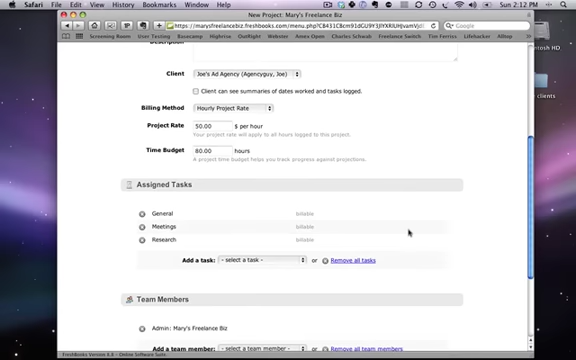 Safari File Edit View History Bookmarks Window Help
Sun 2:12 PM
New Project: Mary's Freelance Biz
Google
Screening Room User Testing Basecamp Highrise OutRight Webster Amex Open Charles Schwab Freelance Switch Tim Ferriss Lifehacker Alltop
clients
Description
Client Joe's Ad Agency (Agencyguy, Joe)
Client can see summaries of dates worked and tasks logged.
Billing Method Hourly Project Rate
Project Rate 50.00 $ per hour
Your project rate will apply to all hours logged to this project.
Time Budget 80.00 hours
A project time budget helps you track progress against projections.
Assigned Tasks
General billable
Meetings billable
Research billable
Add a task: - select a task - or Remove all tasks
Team Members
Admin: Mary's Freelance Biz
Add a team member: - select a team member - or Remove all team members